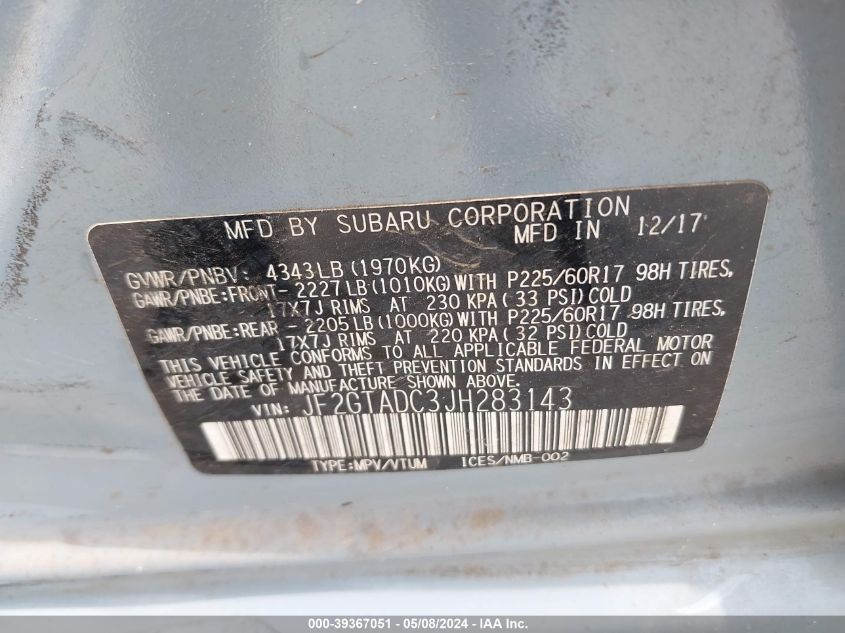 MFD BY SUBARU CORPORATION
MFD IN 12/17
GVWR/PNBV: 4343LB(1970KG)
GAWR/PNBE:FRONT-2227LB(1010KG)WITH P225/60R17 98H TIRES,
17X7J RIMS AT 230 KPA(33 PSI)COLD
GAWR/PNBE:REAR -2205LB(1000KG)WITH P225/60R17 98H TIRES,
17X7J RIMS AT 220 KPA(32 PSI)COLD
THIS VEHICLE CONFORMS TO ALL APPLICABLE FEDERAL MOTOR
VEHICLE SAFETY AND THEFT PREVENTION STANDARDS IN EFFECT ON
THE DATE OF MANUFACTURE SHOWN ABOVE.
VIN: JF2GTADC3JH283143
TYPE:MPV/VTUM ICES/NMB-002
000-39367051 - 05/08/2024 - IAA Inc.